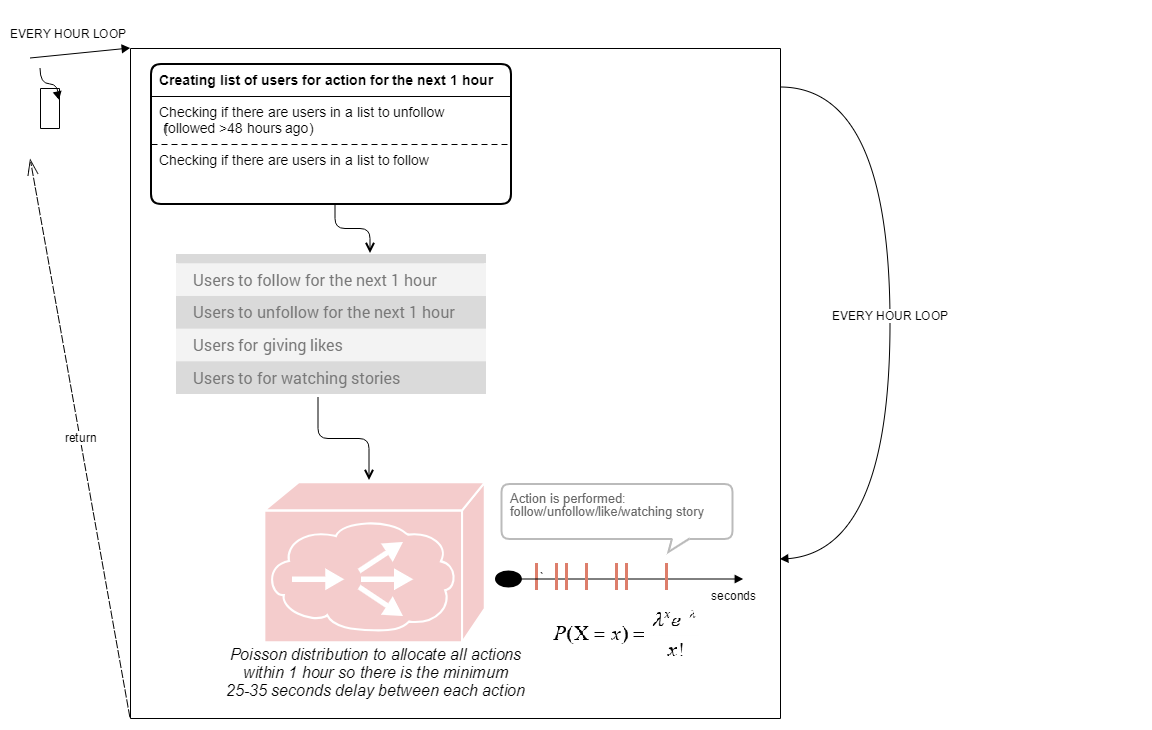 EVERY HOUR LOOP
Creating list of users for action for the next 1 hour
Checking if there are users in a list to unfollow
(followed >48 hours ago)
Checking if there are users in a list to follow
Users to follow for the next 1 hour
Users to unfollow for the next 1 hour
Users for giving likes
Users to for watching stories
EVERY HOUR LOOP
return
Action is performed:
follow/unfollow/like/watching story
seconds
P(X = x) = λˣe λ
x!
Poisson distribution to allocate all actions
within 1 hour so there is the minimum
25-35 seconds delay between each action